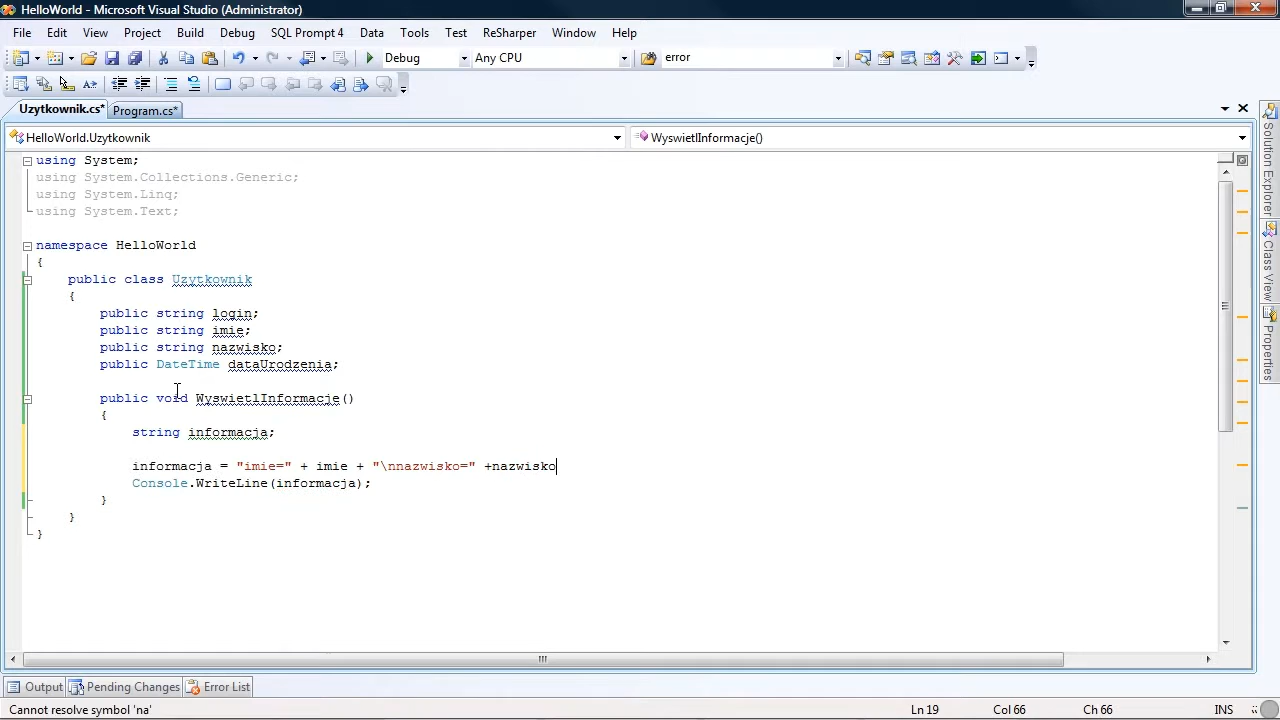 HelloWorld - Microsoft Visual Studio (Administrator)
File Edit View Project Build Debug SQL Prompt 4 Data Tools Test ReSharper Window Help
Debug Any CPU error
Uzytkownik.cs* Program.cs*
HelloWorld.Uzytkownik WyswietlInformacje()
using System;
using System.Collections.Generic;
using System.Linq;
using System.Text;
namespace HelloWorld
{
public class Uzytkownik
{
public string login;
public string imie;
public string nazwisko;
public DateTime dataUrodzenia;
public void WyswietlInformacje()
{
string informacja;
informacja = "imie=" + imie + "\nnazwisko=" +nazwisko
Console.WriteLine(informacja);
}
}
}
Solution Explorer
Class View
Properties
Output Pending Changes Error List
Cannot resolve symbol 'na' Ln 19 Col 66 Ch 66 INS